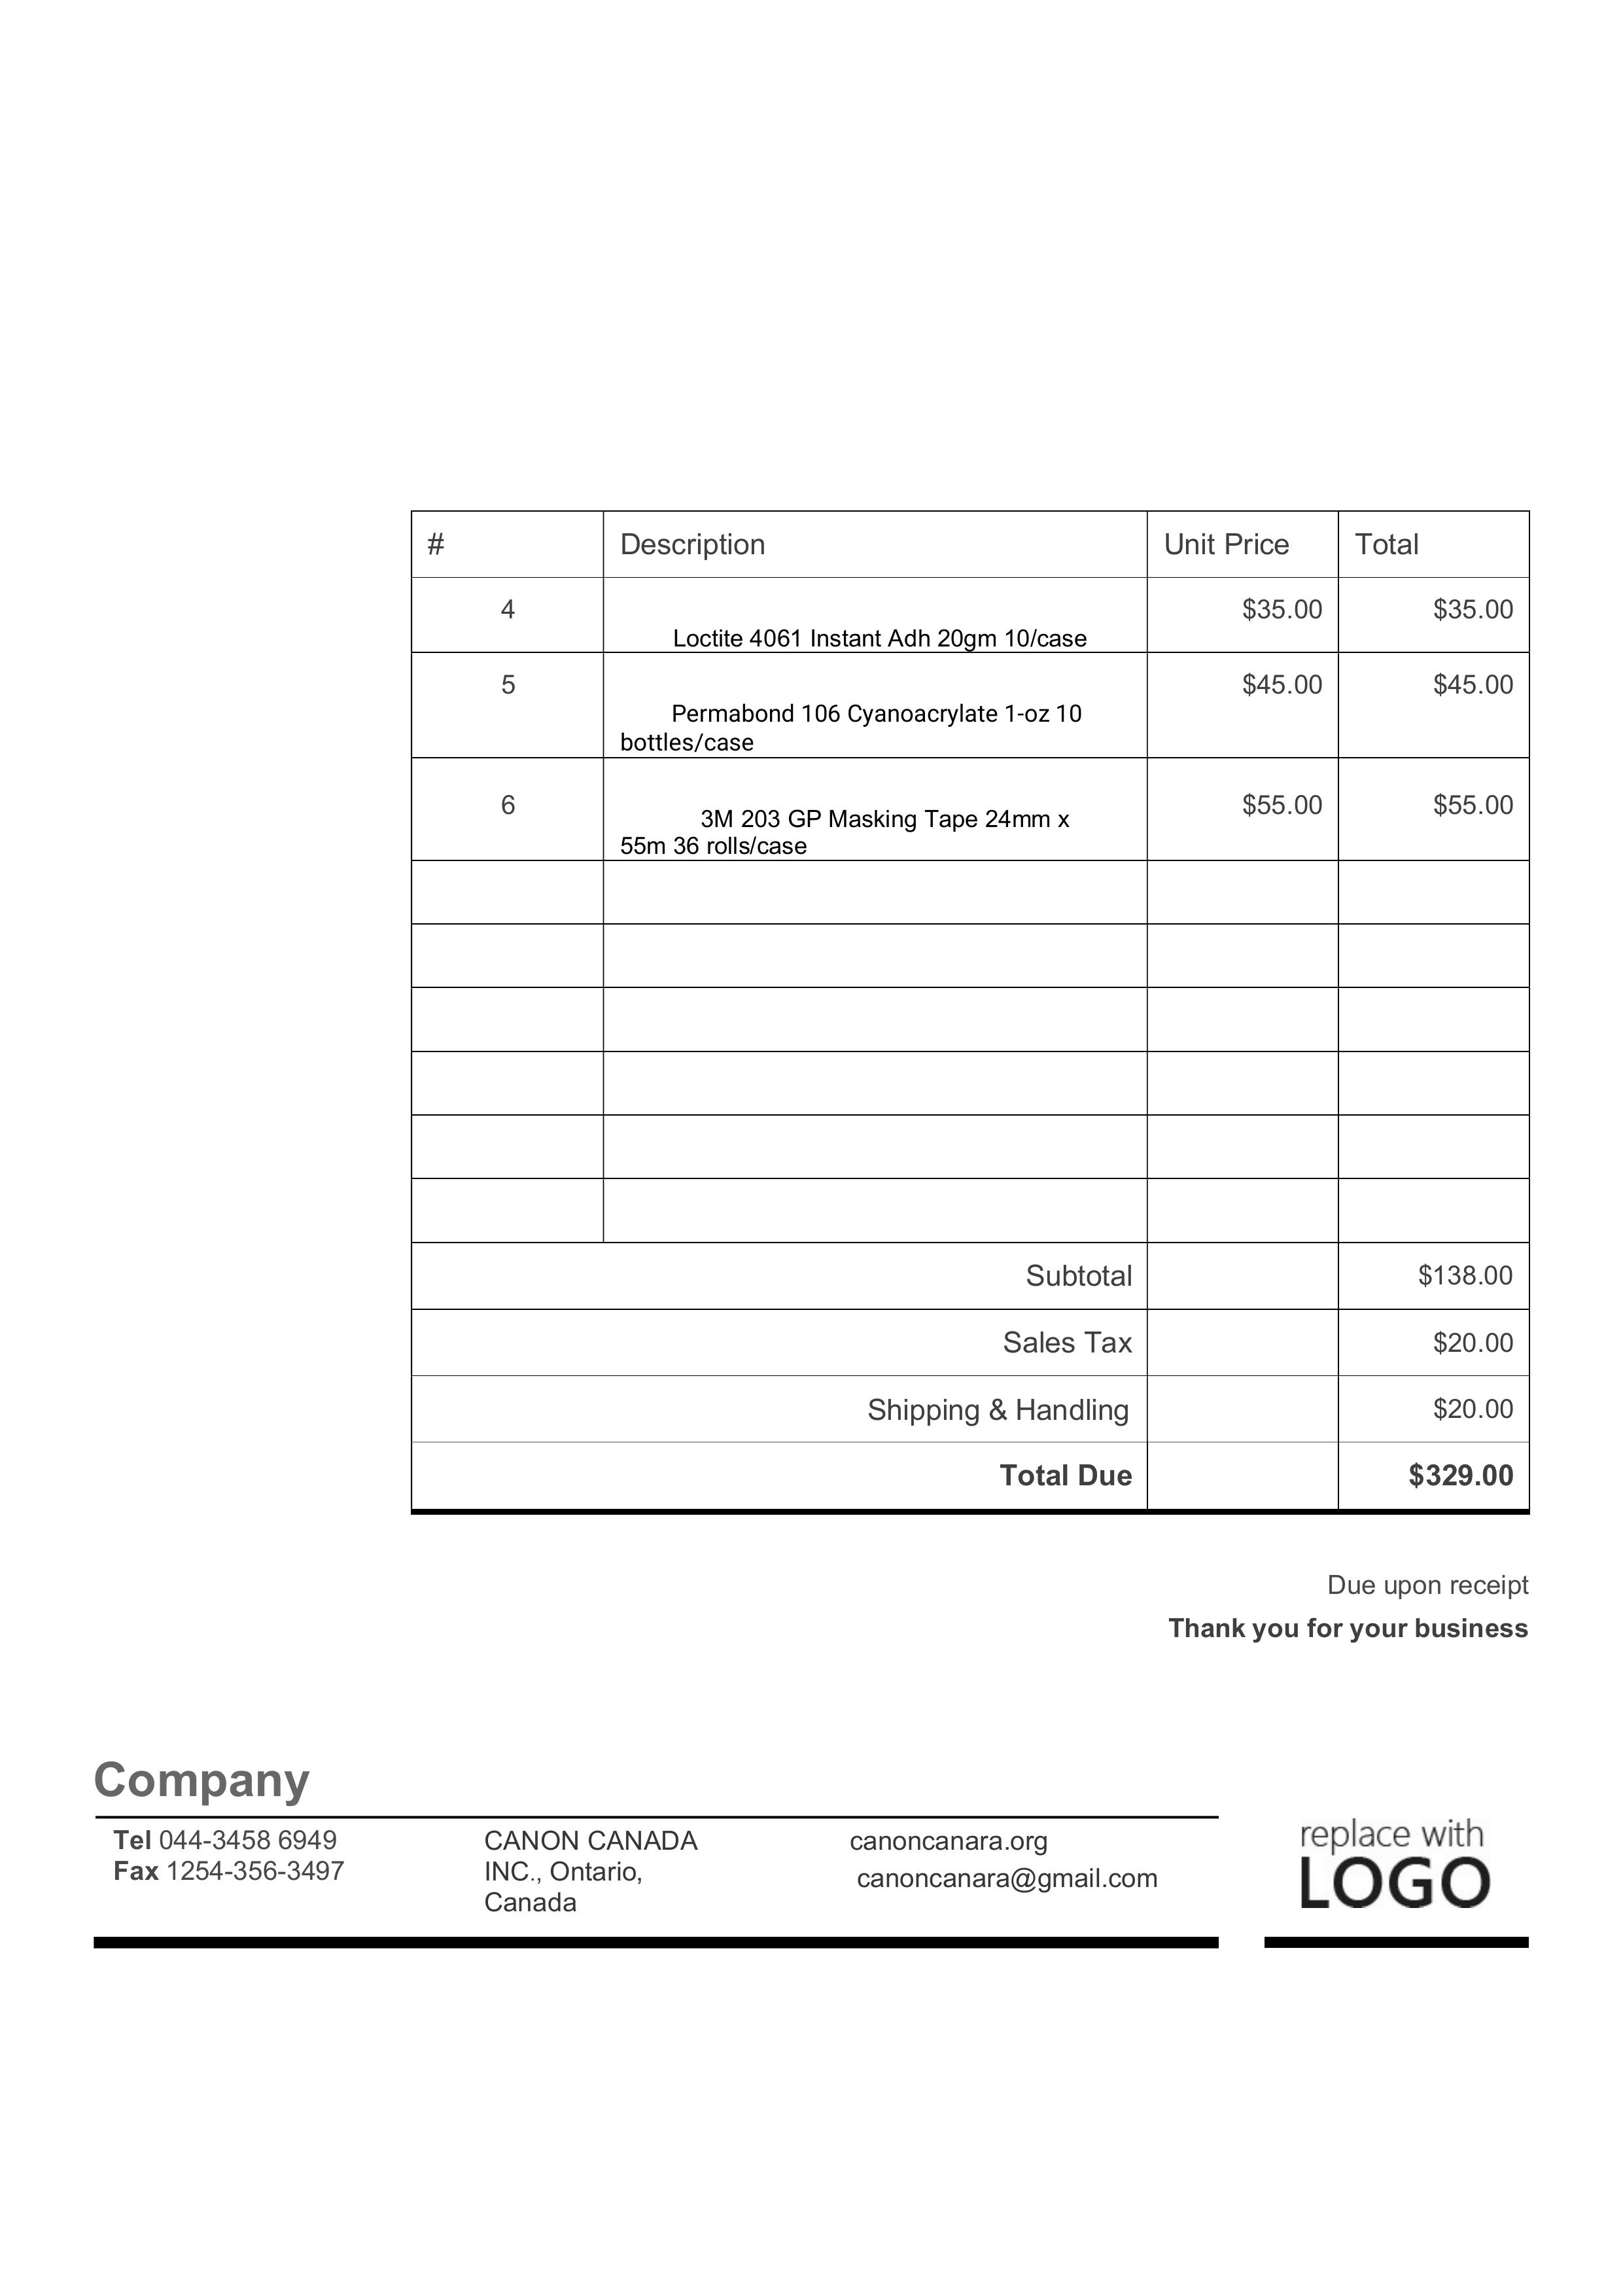 # Description Unit Price Total
4 $35.00 $35.00
Loctite 4061 Instant Adh 20gm 10/case
5 $45.00 $45.00
Permabond 106 Cyanoacrylate 1-oz 10
bottles/case
6 $55.00 $55.00
3M 203 GP Masking Tape 24mm x
55m 36 rolls/case
Subtotal $138.00
Sales Tax $20.00
Shipping & Handling $20.00
Total Due $329.00
Due upon receipt
Thank you for your business
Company
Tel 044-3458 6949
Fax 1254-356-3497
CANON CANADA
INC., Ontario,
Canada
canoncanara.org
canoncanara@gmail.com
replace with
LOGO